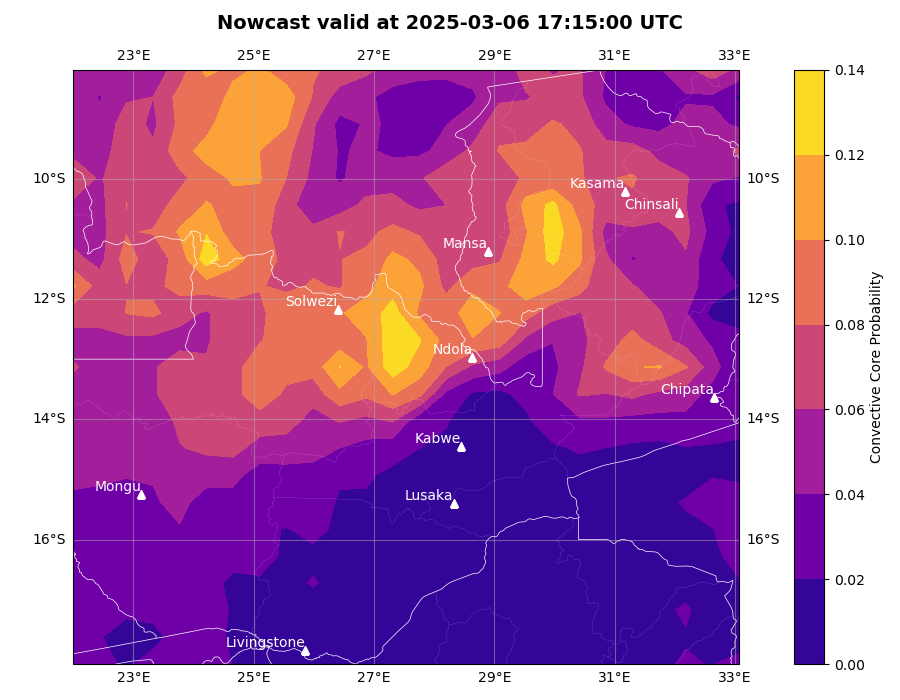 Nowcast valid at 2025-03-06 17:15:00 UTC
23°E 25°E 27°E 29°E 31°E 33°E
0.14
0.12
10°S Kasama 10°S
Chinsali
0.10
Mansa
12°S Solwezi 12°S
0.08
Ndola
Chipata
0.06
14°S 14°S
Kabwe
Mongu Lusaka
0.04
16°S 16°S
0.02
Livingstone
0.00
23°E 25°E 27°E 29°E 31°E 33°E
Convective Core Probability